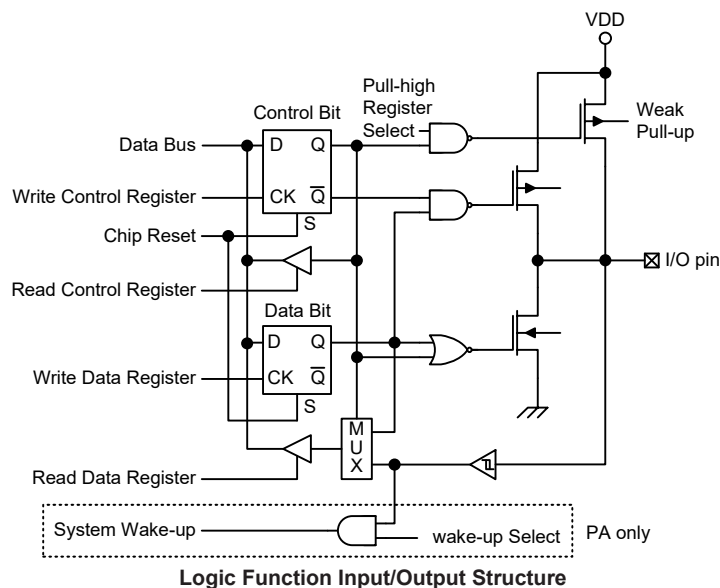 VDD
Pull-high
Register
Select
Control Bit
Weak
Pull-up
Data Bus
D
Q
Write Control Register
CK
Q
S
Chip Reset
I/O pin
Read Control Register
Data Bit
D
Q
Write Data Register
CK
Q
S
M
U
X
Read Data Register
System Wake-up
wake-up Select
PA only
Logic Function Input/Output Structure